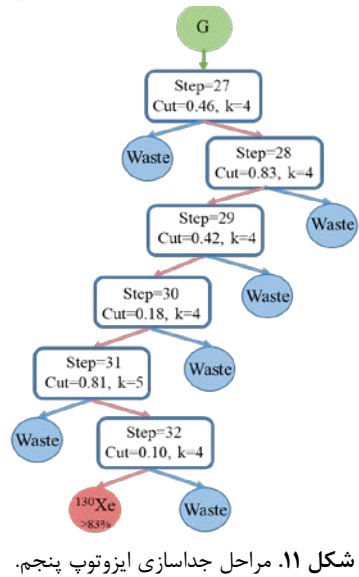 G
Step=27
Cut=0.46, k=4
Waste
Step=28
Cut=0.83, k=4
Waste
Step=29
Cut=0.42, k=4
Waste
Step=30
Cut=0.18, k=4
Waste
Step=31
Cut=0.81, k=5
Waste
Step=32
Cut=0.10, k=4
¹³⁰Xe
>83%
Waste
شکل ۱۱. مراحل جداسازی ایزوتوپ پنجم.